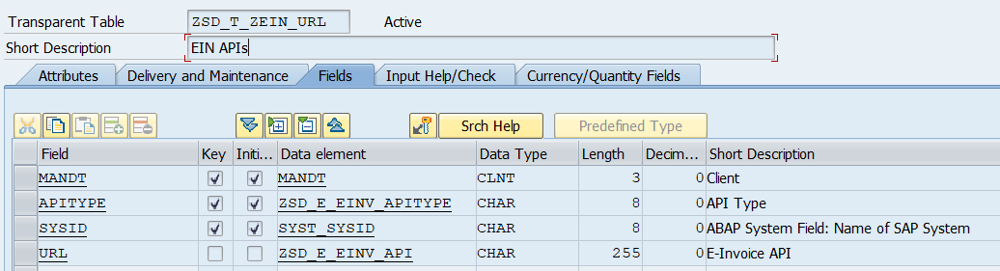 Transparent Table ZSD_T_ZEIN_URL Active
Short Description EIN APIs
Attributes Delivery and Maintenance Fields Input Help/Check Currency/Quantity Fields
Srch Help Predefined Type
Field Key Initi... Data element Data Type Length Decim... Short Description
MANDT MANDT CLNT 3 0 Client
APITYPE ZSD_E_EINV_APITYPE CHAR 8 0 API Type
SYSID SYST_SYSID CHAR 8 0 ABAP System Field: Name of SAP System
URL ZSD_E_EINV_API CHAR 255 0 E-Invoice API